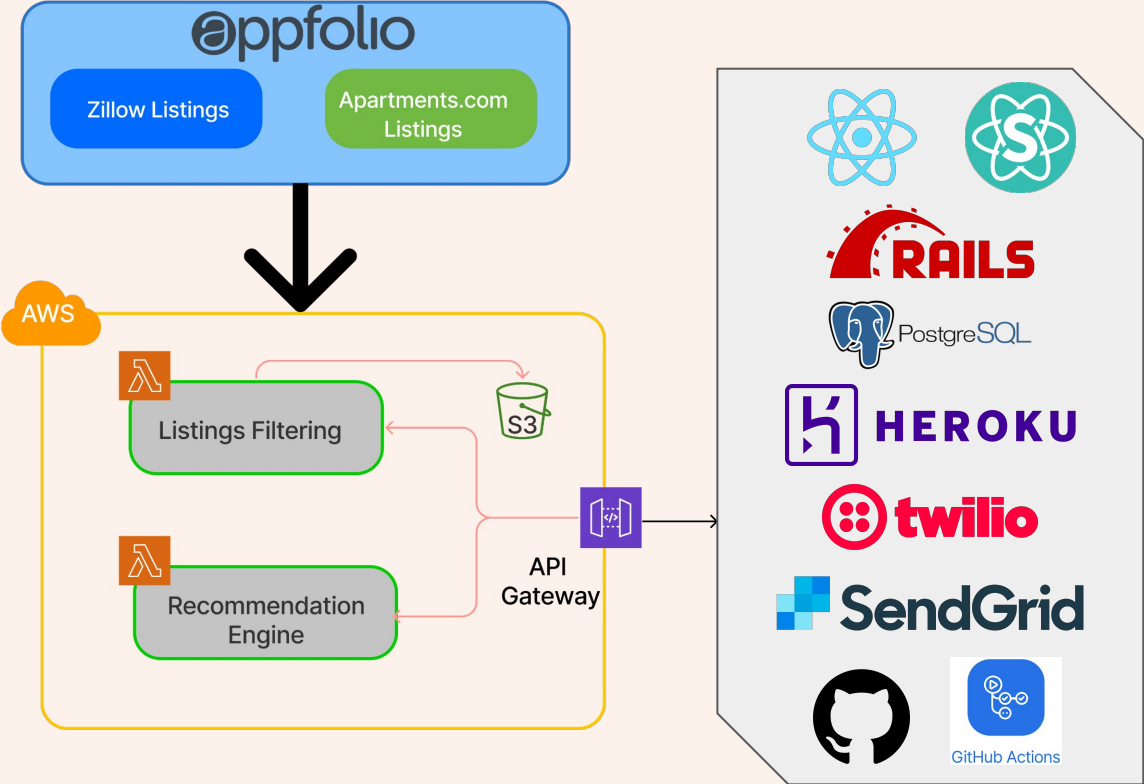 appfolio
Zillow Listings
Apartments.com
Listings
AWS
Listings Filtering
S3
Recommendation
Engine
API
Gateway
S
RAILS
PostgreSQL
HEROKU
twilio
SendGrid
GitHub Actions